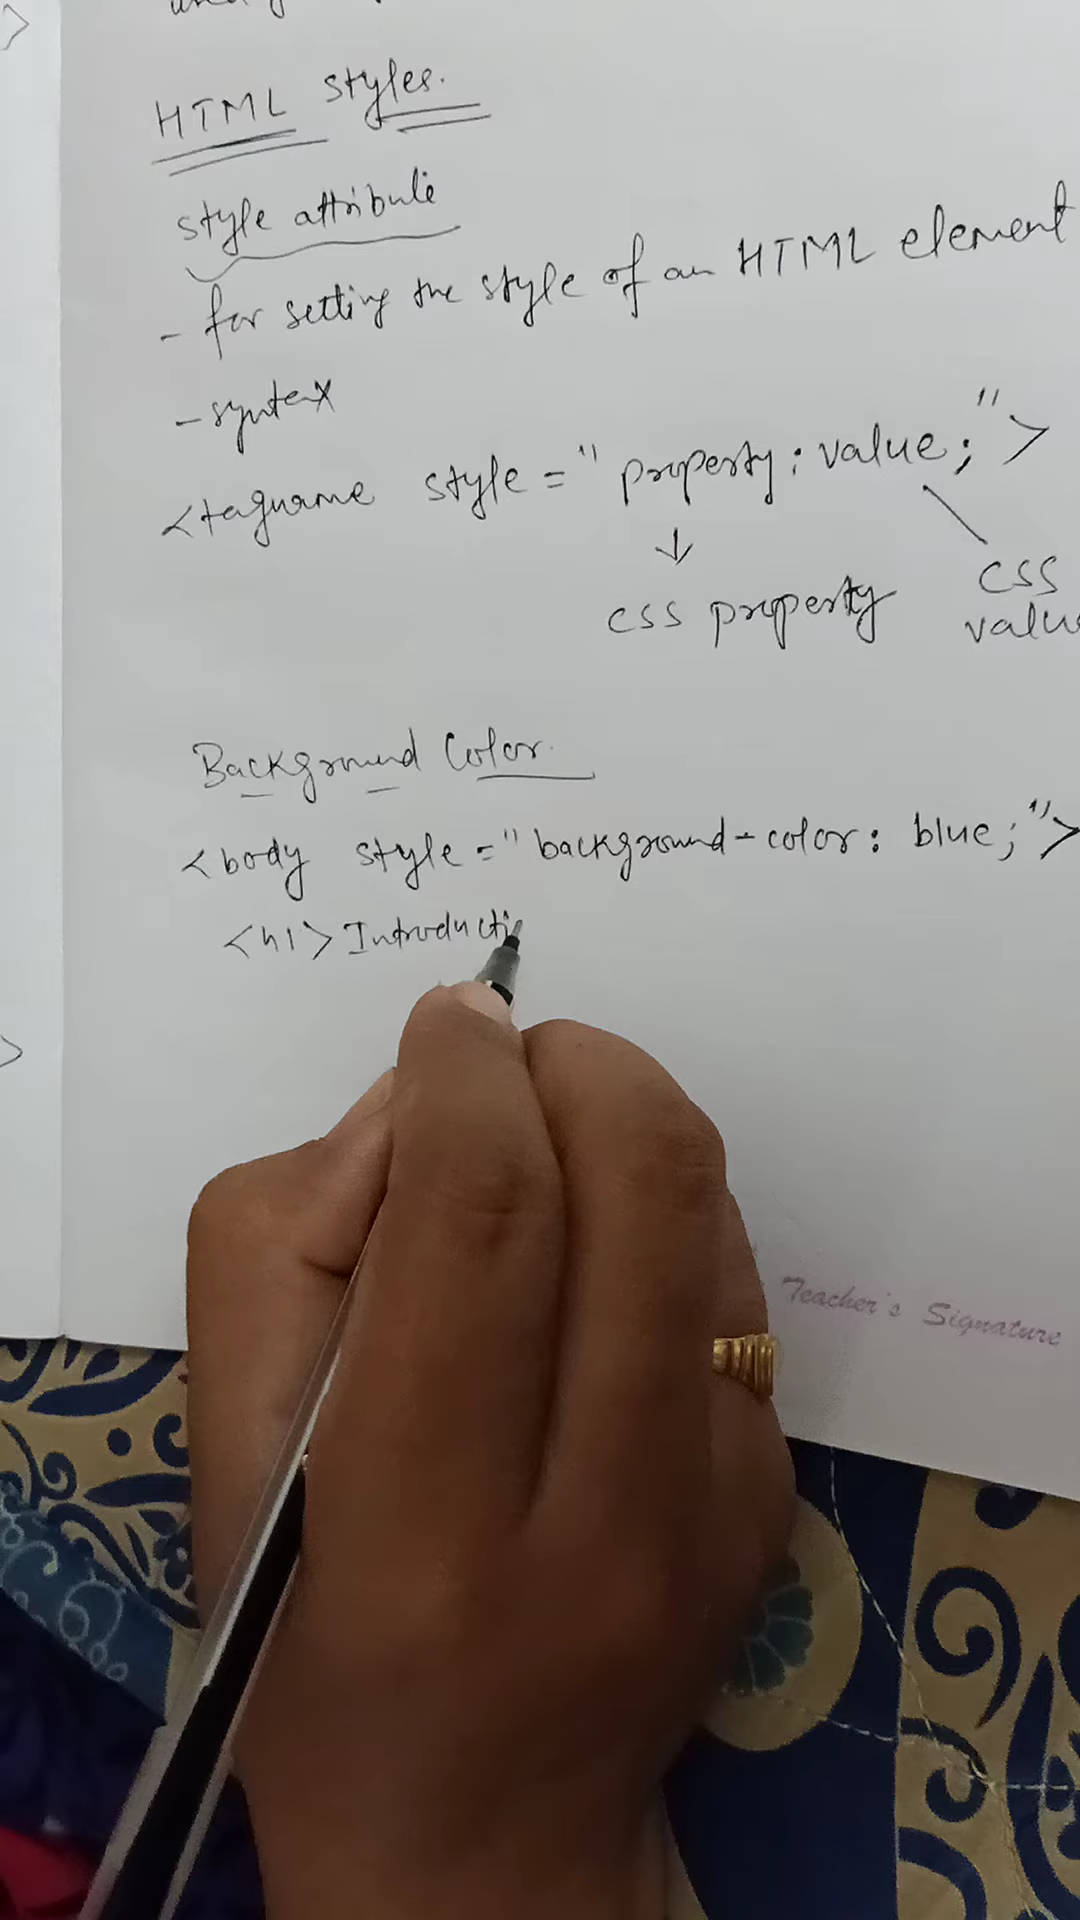 HTML Styles.
style attribute
- for setting the style of an HTML element
- syntax
<tagname style = "property: value;">
↓
css property
css
value
Background Color.
<body style = "background-color: blue;">
<h1>Introducti
Teacher's Signature